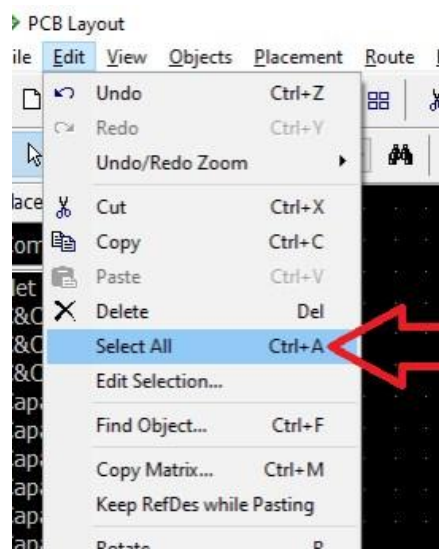 PCB Layout
ile Edit View Objects Placement Route
Undo Ctrl+Z
Redo Ctrl+Y
Undo/Redo Zoom
Cut Ctrl+X
Copy Ctrl+C
Paste Ctrl+V
Delete Del
Select All Ctrl+A
Edit Selection...
Find Object... Ctrl+F
Copy Matrix... Ctrl+M
Keep RefDes while Pasting
Rotate R